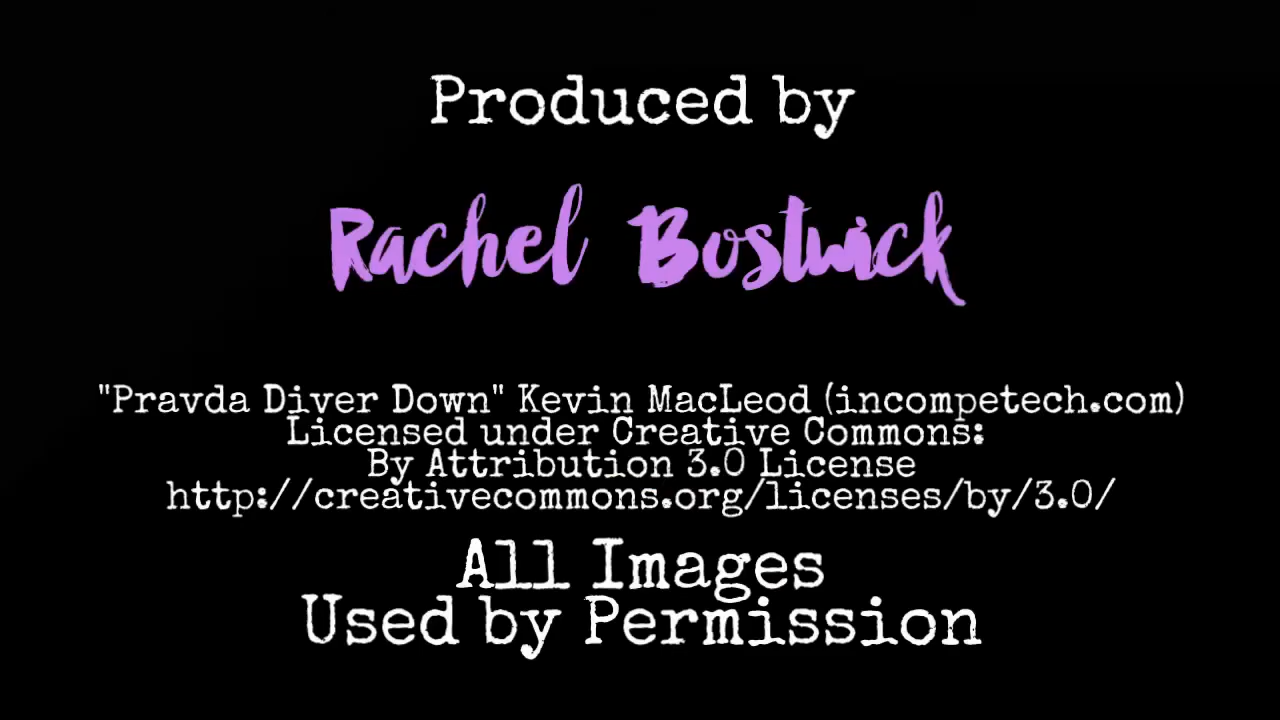 Produced by
Rachel Bostwick
"Pravda Diver Down" Kevin MacLeod (incompetech.com)
Licensed under Creative Commons:
By Attribution 3.0 License
http://creativecommons.org/licenses/by/3.0/
All Images
Used by Permission